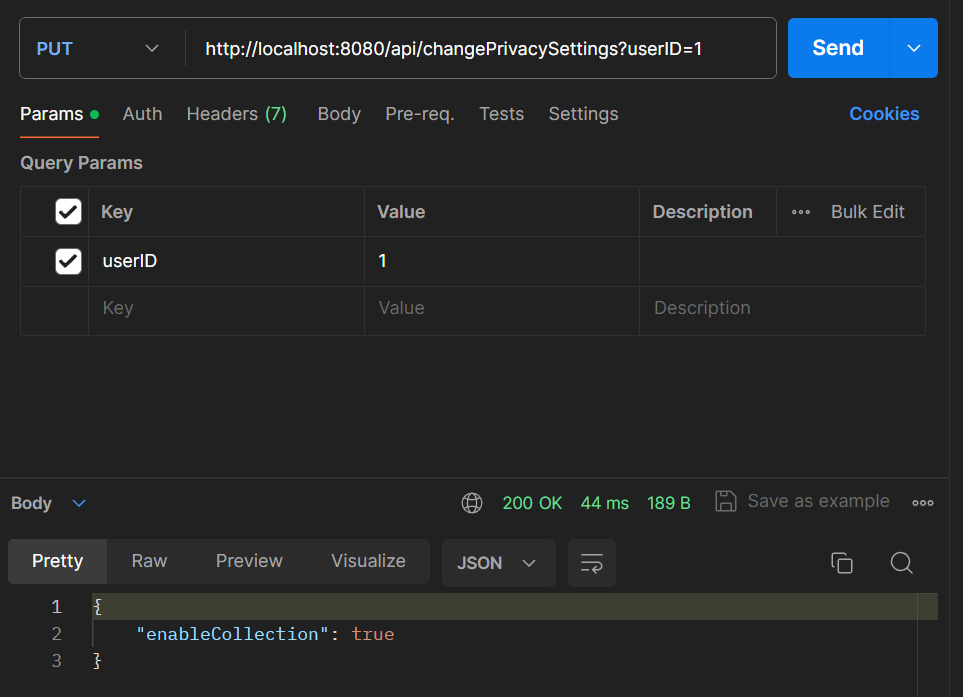 PUT http://localhost:8080/api/changePrivacySettings?userID=1 Send
Params Auth Headers (7) Body Pre-req. Tests Settings Cookies
Query Params
Key Value Description Bulk Edit
userID 1
Key Value Description
Body 200 OK 44 ms 189 B Save as example
Pretty Raw Preview Visualize JSON
1 {
2 "enableCollection": true
3 }